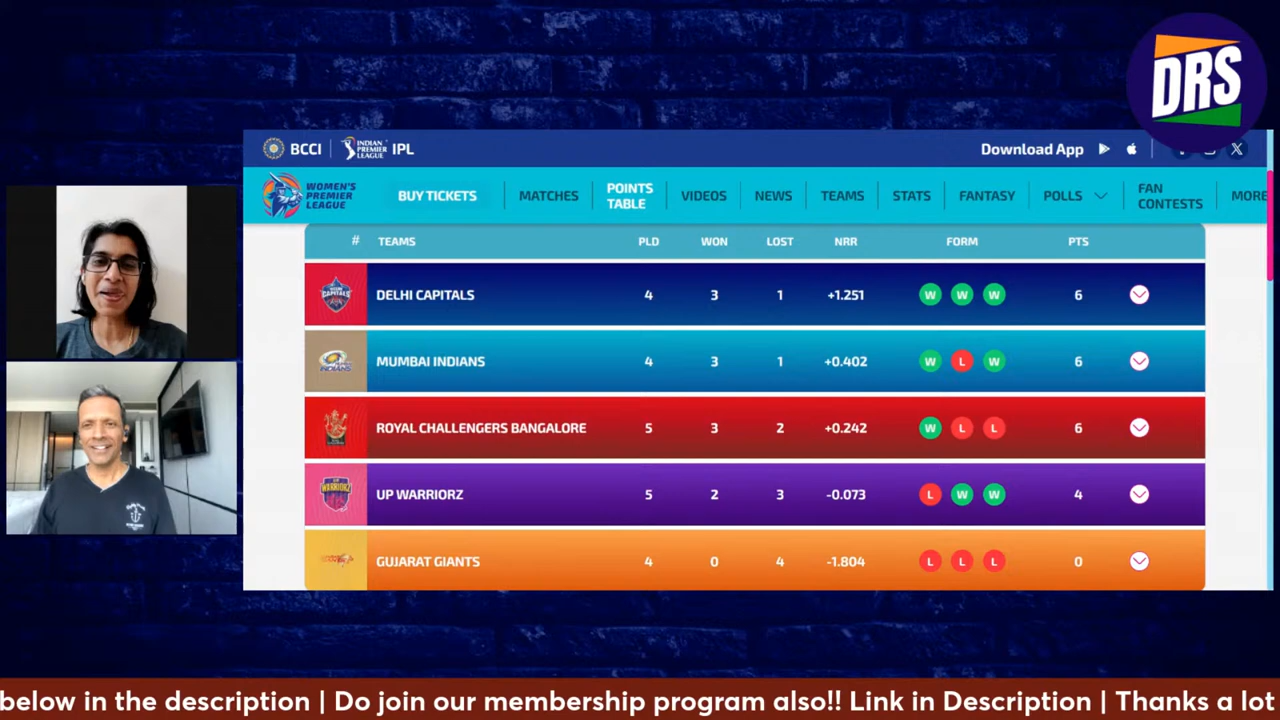 DRS
BCCI | INDIAN PREMIER LEAGUE IPL
Download App
WOMEN'S PREMIER LEAGUE
BUY TICKETS
MATCHES
POINTS TABLE
VIDEOS
NEWS
TEAMS
STATS
FANTASY
POLLS
FAN CONTESTS
MORE
# TEAMS PLD WON LOST NRR FORM PTS
DELHI CAPITALS 4 3 1 +1.251 W W W 6
MUMBAI INDIANS 4 3 1 +0.402 W L W 6
ROYAL CHALLENGERS BANGALORE 5 3 2 +0.242 W L L 6
UP WARRIORZ 5 2 3 -0.073 L W W 4
GUJARAT GIANTS 4 0 4 -1.804 L L L 0
below in the description | Do join our membership program also!! Link in Description | Thanks a lot